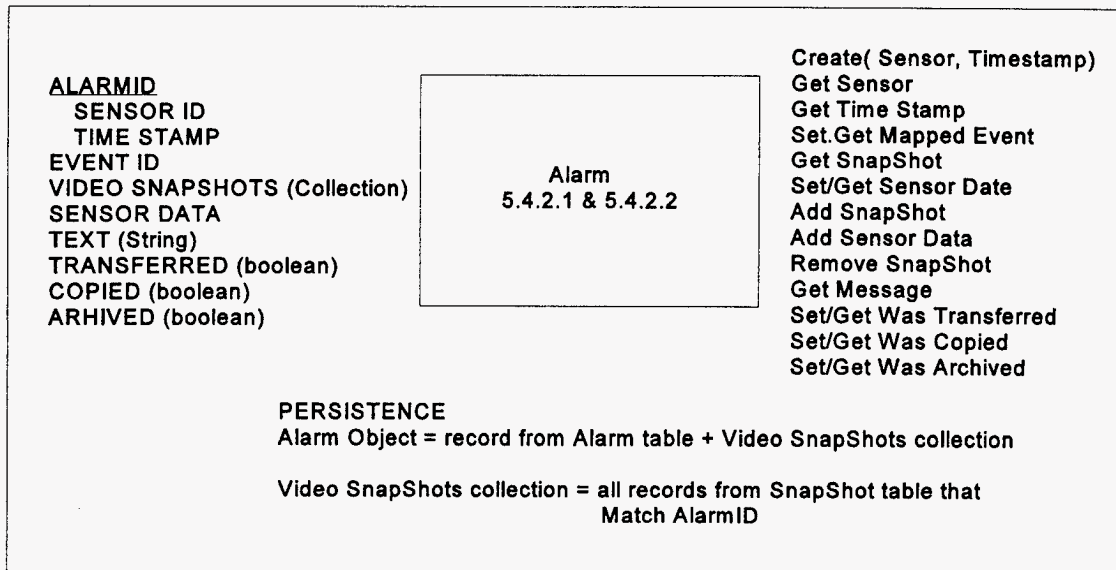 ALARMID
SENSOR ID
TIME STAMP
EVENT ID
VIDEO SNAPSHOTS (Collection)
SENSOR DATA
TEXT (String)
TRANSFERRED (boolean)
COPIED (boolean)
ARHIVED (boolean)
Alarm
5.4.2.1 & 5.4.2.2
Create( Sensor, Timestamp)
Get Sensor
Get Time Stamp
Set.Get Mapped Event
Get SnapShot
Set/Get Sensor Date
Add SnapShot
Add Sensor Data
Remove SnapShot
Get Message
Set/Get Was Transferred
Set/Get Was Copied
Set/Get Was Archived
PERSISTENCE
Alarm Object = record from Alarm table + Video SnapShots collection
Video SnapShots collection = all records from SnapShot table that
Match AlarmID